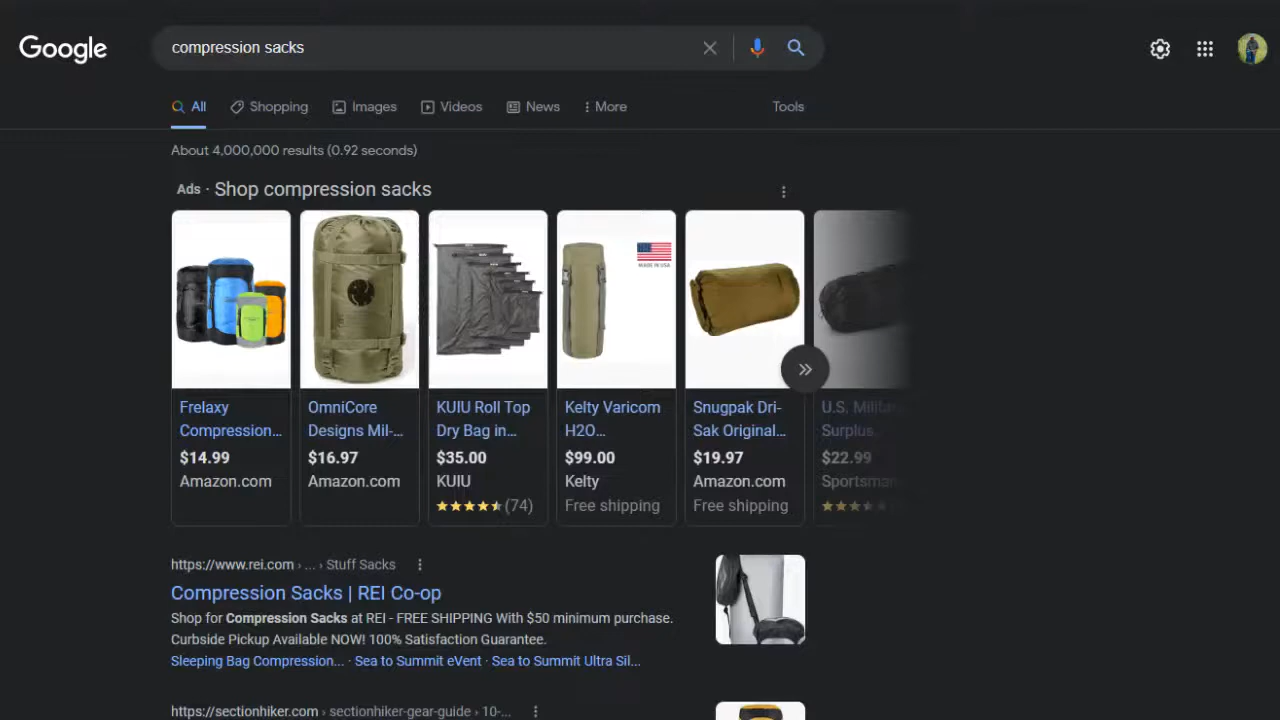 Google
compression sacks
All
Shopping
Images
Videos
News
More
Tools
About 4,000,000 results (0.92 seconds)
Ads · Shop compression sacks
MADE IN USA
Frelaxy
Compression...
$14.99
Amazon.com
OmniCore
Designs Mil-...
$16.97
Amazon.com
KUIU Roll Top
Dry Bag in...
$35.00
KUIU
(74)
Kelty Varicom
H2O...
$99.00
Kelty
Free shipping
Snugpak Dri-
Sak Original...
$19.97
Amazon.com
Free shipping
U.S.
Surplus
$22.99
https://www.rei.com › ... › Stuff Sacks
Compression Sacks | REI Co-op
Shop for Compression Sacks at REI - FREE SHIPPING With $50 minimum purchase.
Curbside Pickup Available NOW! 100% Satisfaction Guarantee.
Sleeping Bag Compression... · Sea to Summit eVent · Sea to Summit Ultra Sil...
https://sectionhiker.com › sectionhiker-gear-guide › 10-...